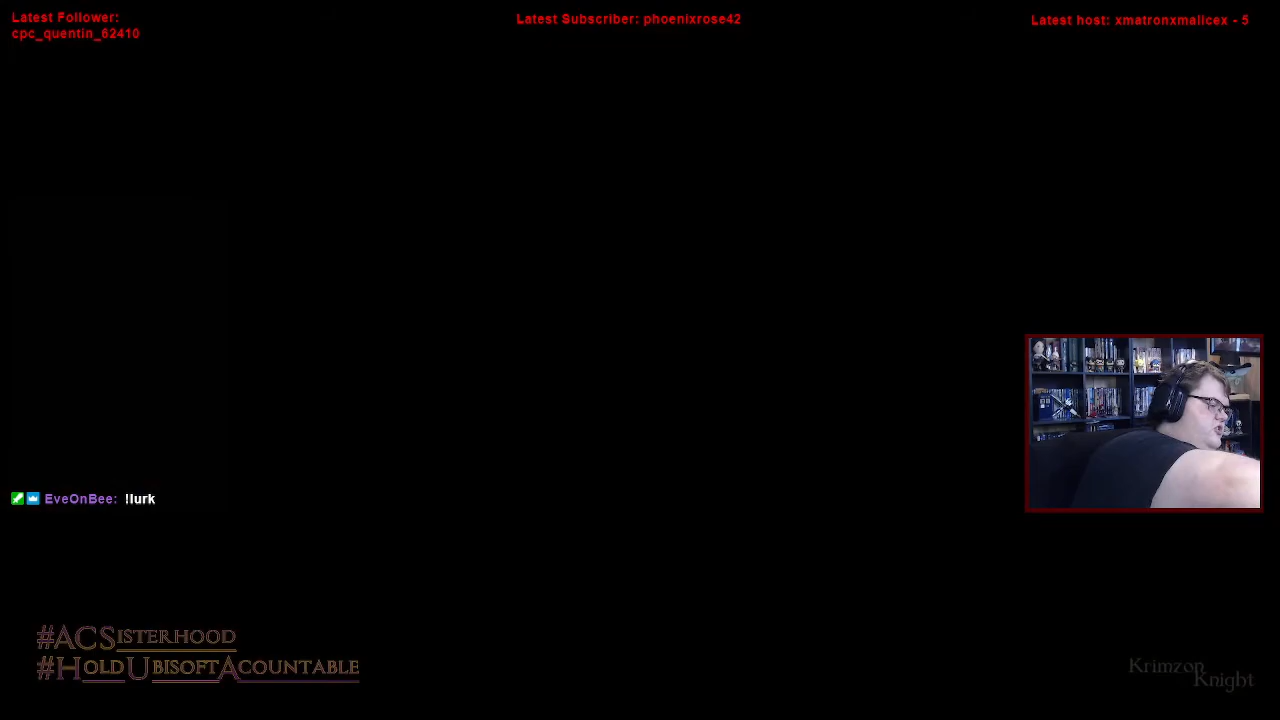 Latest Follower:
cpc_quentin_62410
Latest Subscriber: phoenixrose42
Latest host: xmatronxmalicex - 5
EveOnBee: !lurk
#ACSisterhood
#HoldUbisoftAcountable
Krimzon
Knight